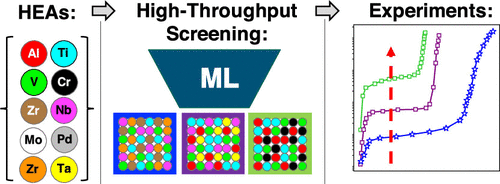 HEAs:
High-Throughput
Screening:
Experiments:
Al
Ti
V
Cr
Zr
Nb
Mo
Pd
Zr
Ta
ML